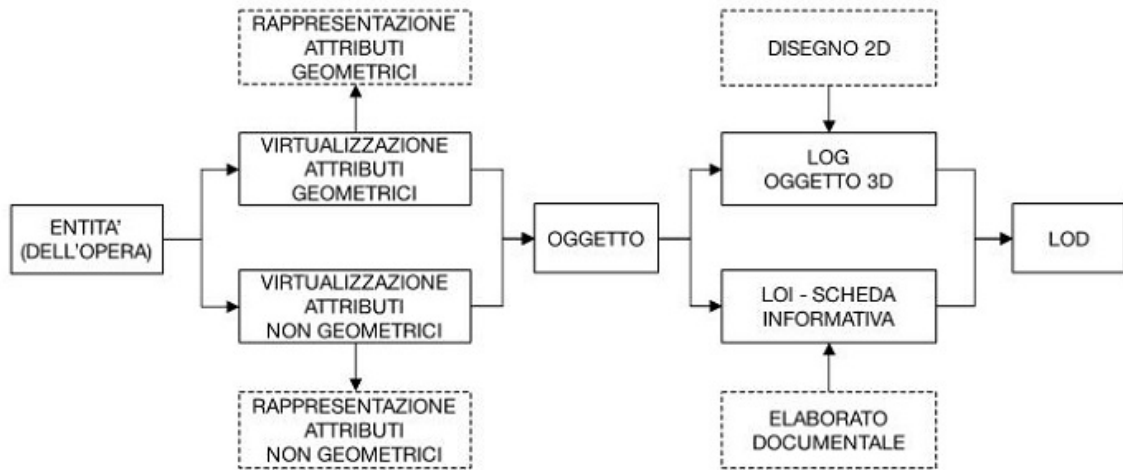 RAPPRESENTAZIONE
ATTRIBUTI
GEOMETRICI
DISEGNO 2D
VIRTUALIZZAZIONE
ATTRIBUTI
GEOMETRICI
LOG
OGGETTO 3D
ENTITA'
(DELL'OPERA)
OGGETTO
LOD
VIRTUALIZZAZIONE
ATTRIBUTI
NON GEOMETRICI
LOI - SCHEDA
INFORMATIVA
RAPPRESENTAZIONE
ATTRIBUTI
NON GEOMETRICI
ELABORATO
DOCUMENTALE